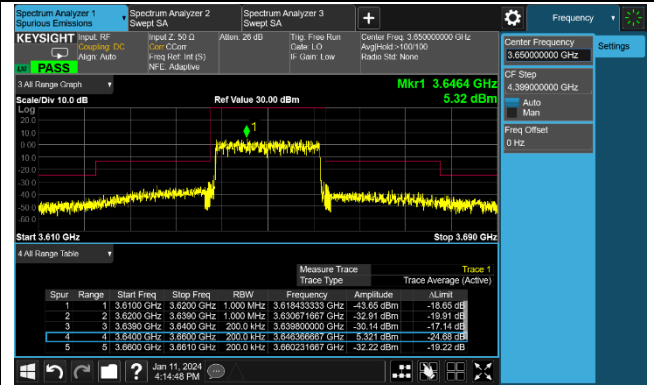 Spectrum Analyzer 1
Spurious Emissions
Spectrum Analyzer 2
Swept SA
Spectrum Analyzer 3
Swept SA
+
Frequency
KEYSIGHT
Input: RF
Coupling: DC
Align: Auto
Input Z: 50 Ω
Corr CCorr
Freq Ref: Int (S)
NFE: Adaptive
Atten: 26 dB
Trig: Free Run
Gate: LO
IF Gain: Low
Center Freq: 3.650000000 GHz
Avg|Hold:>100/100
Radio Std: None
PASS
Center Frequency
3.650000000 GHz
Settings
CF Step
4.399000000 GHz
Auto
Man
Freq Offset
0 Hz
3 All Range Graph
Mkr1 3.6464 GHz
5.32 dBm
Scale/Div 10.0 dB
Ref Value 30.00 dBm
Log
20.0
10.0
0.00
-10.0
-20.0
-30.0
-40.0
-50.0
-60.0
1
Start 3.610 GHz
Stop 3.690 GHz
4 All Range Table
Measure Trace Trace 1
Trace Type Trace Average (Active)
Spur Range Start Freq Stop Freq RBW Frequency Amplitude ΔLimit
1 1 3.6100 GHz 3.6200 GHz 1.000 MHz 3.618433333 GHz -43.65 dBm -18.65 dB
2 2 3.6200 GHz 3.6390 GHz 1.000 MHz 3.630671667 GHz -32.91 dBm -19.91 dB
3 3 3.6390 GHz 3.6400 GHz 200.0 kHz 3.639800000 GHz -30.14 dBm -17.14 dB
4 4 3.6400 GHz 3.6600 GHz 200.0 kHz 3.646366667 GHz 5.321 dBm -24.68 dB
5 5 3.6600 GHz 3.6610 GHz 200.0 kHz 3.660231667 GHz -32.22 dBm -19.22 dB
Jan 11, 2024
4:14:48 PM